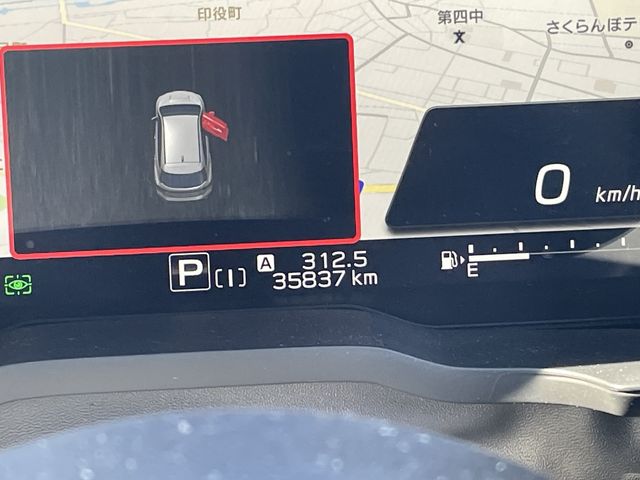 印役町
第四中
さくらんぼテ
0 km/h
P [I] A 312.5
35837 km
E